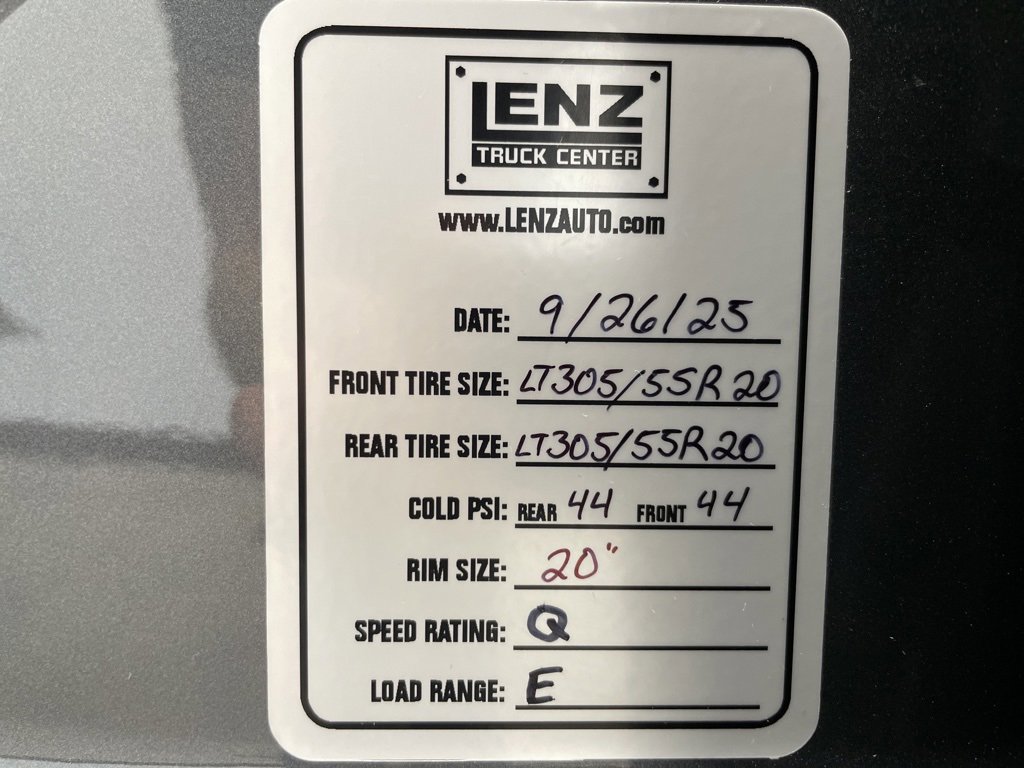 LENZ
TRUCK CENTER
www.LENZAUTO.com
DATE: 9/26/25
FRONT TIRE SIZE: LT305/55R20
REAR TIRE SIZE: LT305/55R20
COLD PSI: REAR 44 FRONT 44
RIM SIZE: 20"
SPEED RATING: Q
LOAD RANGE: E